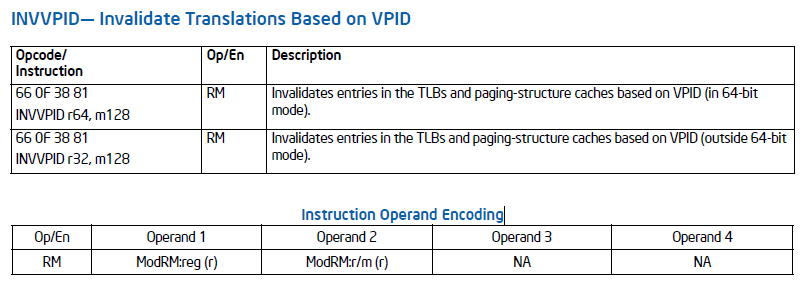 INVVPID— Invalidate Translations Based on VPID
Opcode/ Op/En Description
Instruction
66 0F 38 81 RM Invalidates entries in the TLBs and paging-structure caches based on VPID (in 64-bit
INVVPID r64, m128 mode).
66 0F 38 81 RM Invalidates entries in the TLBs and paging-structure caches based on VPID (outside 64-bit
INVVPID r32, m128 mode).
Instruction Operand Encoding
Op/En Operand 1 Operand 2 Operand 3 Operand 4
RM ModRM:reg (r) ModRM:r/m (r) NA NA